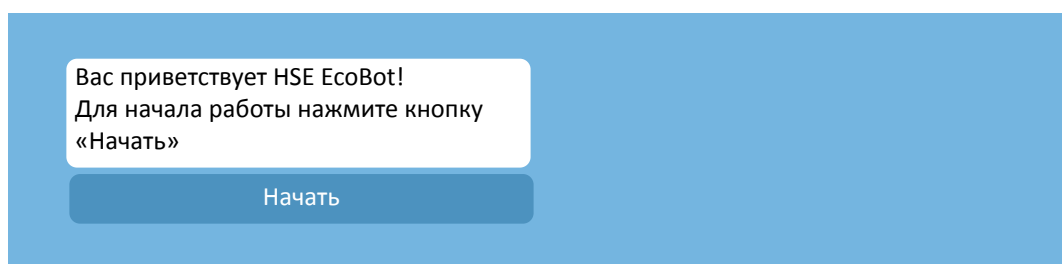 Вас приветствует HSE EcoBot!
Для начала работы нажмите кнопку
«Начать»
Начать